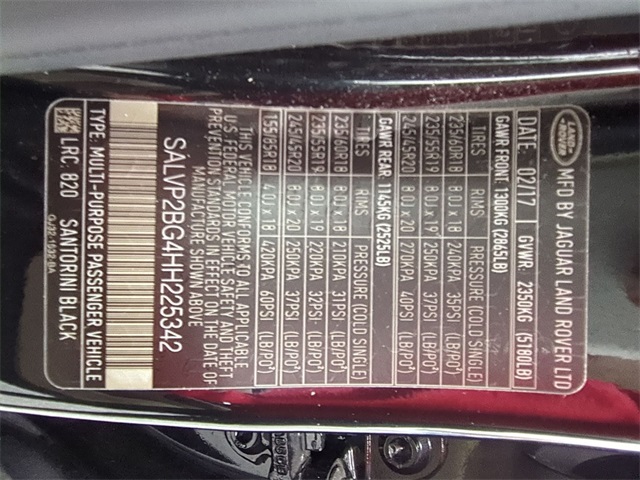 LAND
ROVER
MFD BY JAGUAR LAND ROVER LTD
DATE: 02/17 GVWR: 2350KG (5180LB)
GAWR FRONT: 1300KG (2865LB)
TIRES RIMS PRESSURE (COLD SINGLE)
235/60R18 8.0J x 18 240KPA 35PSI (LB/PO²)
235/55R19 8.0J x 19 250KPA 37PSI (LB/PO²)
245/45R20 8.0J x 20 270KPA 40PSI (LB/PO²)
GAWR REAR: 1145KG (2525LB)
TIRES RIMS PRESSURE (COLD SINGLE)
235/60R18 8.0J x 18 210KPA 31PSI (LB/PO²)
235/55R19 8.0J x 19 220KPA 32PSI (LB/PO²)
245/45R20 8.0J x 20 250KPA 37PSI (LB/PO²)
155/85R18 4.0J x 18 420KPA 60PSI (LB/PO²)
THIS VEHICLE CONFORMS TO ALL APPLICABLE
U.S FEDERAL MOTOR VEHICLE SAFETY AND THEFT
PREVENTION STANDARDS IN EFFECT ON THE DATE OF
MANUFACTURE SHOWN ABOVE
SALVP2BG4HH225342
TYPE: MULTI-PURPOSE PASSENGER VEHICLE
LRC 820 SANTORINI BLACK